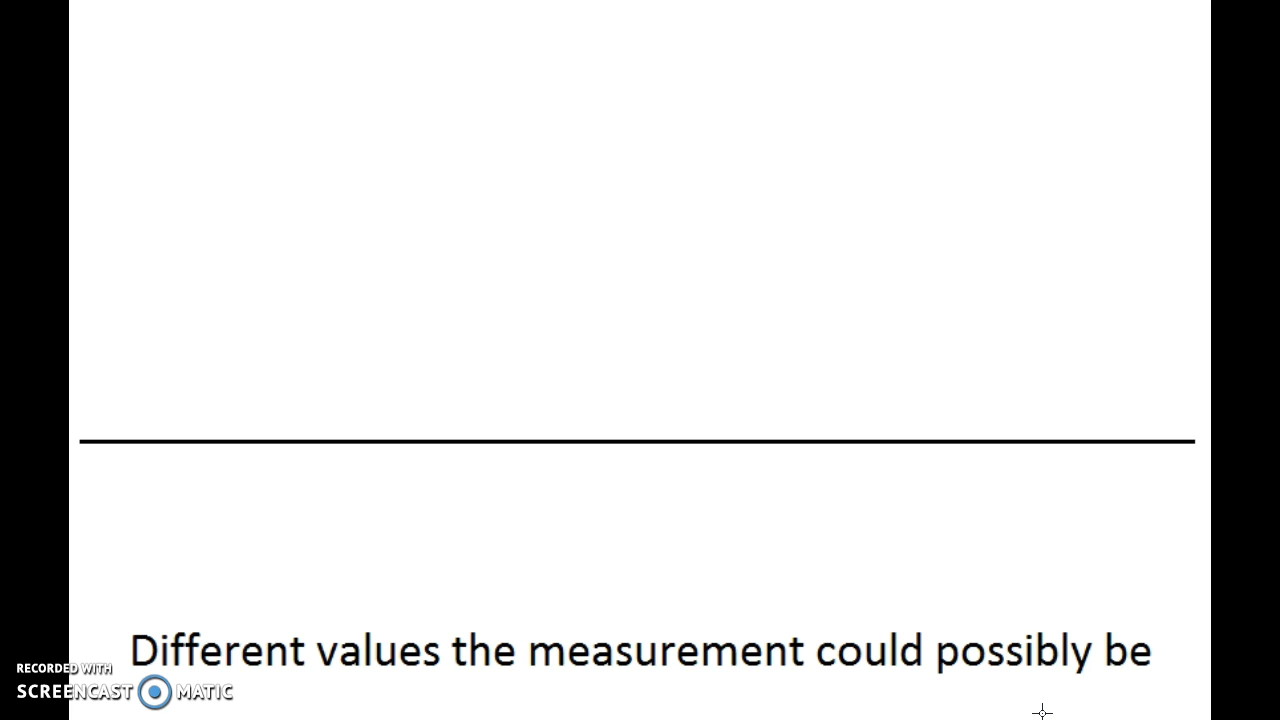 Different values the measurement could possibly be
RECORDED WITH
SCREENCAST MATIC